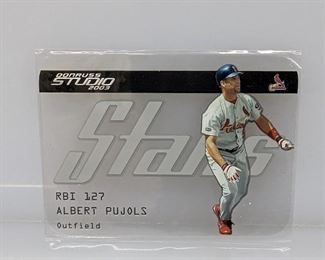 DONRUSS
STUDIO
2003
Stars
RBI 127
ALBERT PUJOLS
Outfield